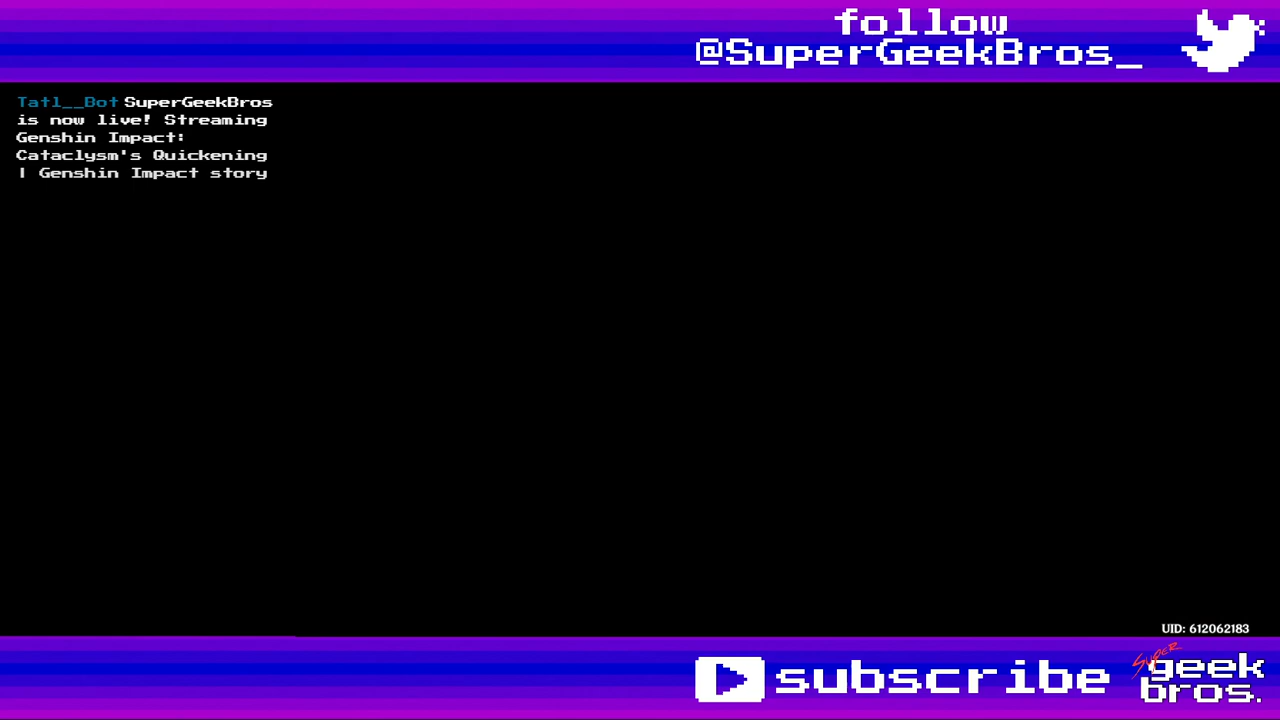 follow
@SuperGeekBros_
Tatl__Bot SuperGeekBros
is now live! Streaming
Genshin Impact:
Cataclysm's Quickening
| Genshin Impact story
UID: 612062183
subscribe
SUPER
geek
bros.